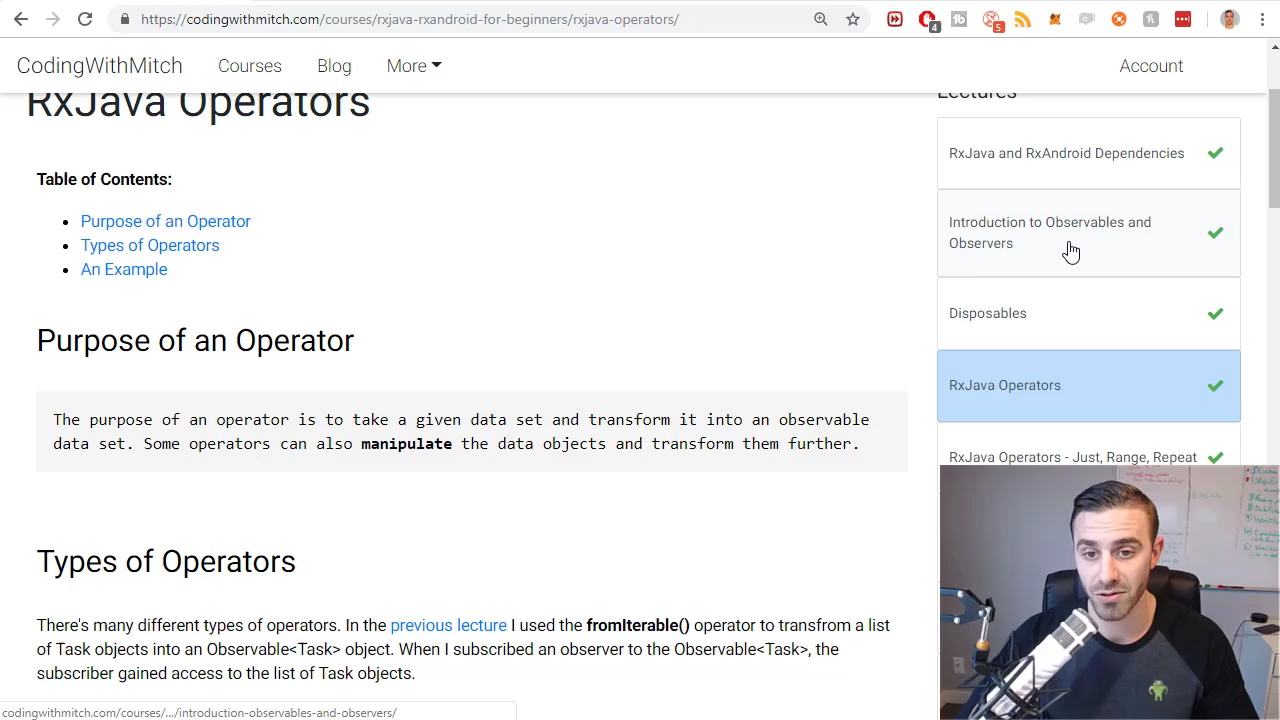 https://codingwithmitch.com/courses/rxjava-rxandroid-for-beginners/rxjava-operators/
4
5
CodingWithMitch
Courses
Blog
More
Account
RxJava Operators
Table of Contents:
Purpose of an Operator
Types of Operators
An Example
Purpose of an Operator
The purpose of an operator is to take a given data set and transform it into an observable
data set. Some operators can also manipulate the data objects and transform them further.
Types of Operators
There's many different types of operators. In the previous lecture I used the fromIterable() operator to transfrom a list
of Task objects into an Observable<Task> object. When I subscribed an observer to the Observable<Task>, the
subscriber gained access to the list of Task objects.
Lectures
RxJava and RxAndroid Dependencies
Introduction to Observables and
Observers
Disposables
RxJava Operators
RxJava Operators - Just, Range, Repeat
codingwithmitch.com/courses/.../introduction-observables-and-observers/